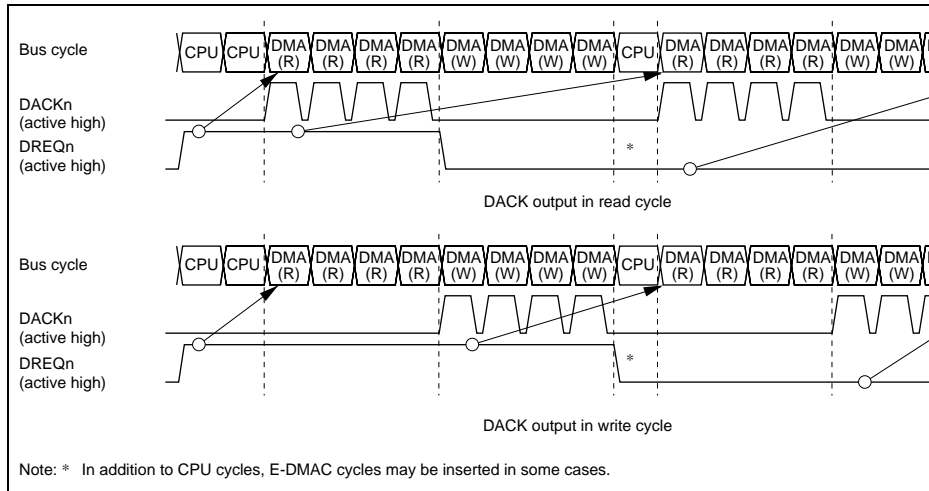 Bus cycle CPU CPU DMA (R) DMA (R) DMA (R) DMA (R) DMA (W) DMA (W) DMA (W) DMA (W) CPU DMA (R) DMA (R) DMA (R) DMA (R) DMA (W) DMA (W)
DACKn
(active high)
DREQn
(active high)
*
DACK output in read cycle
Bus cycle CPU CPU DMA (R) DMA (R) DMA (R) DMA (R) DMA (W) DMA (W) DMA (W) DMA (W) CPU DMA (R) DMA (R) DMA (R) DMA (R) DMA (W) DMA (W)
DACKn
(active high)
DREQn
(active high)
*
DACK output in write cycle
Note: * In addition to CPU cycles, E-DMAC cycles may be inserted in some cases.